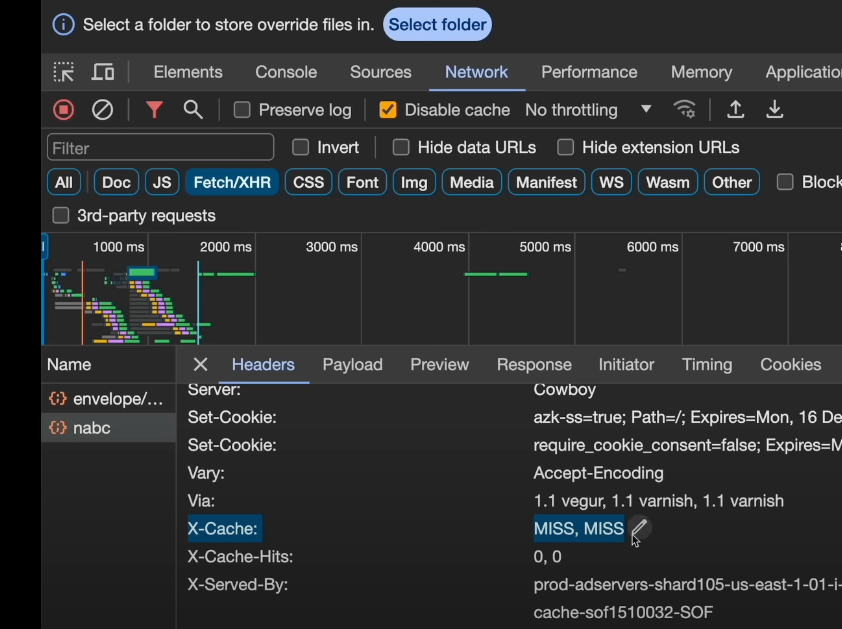 Select a folder to store override files in. Select folder
Elements Console Sources Network Performance Memory Applicatio
Preserve log Disable cache No throttling
Filter Invert Hide data URLs Hide extension URLs
All Doc JS Fetch/XHR CSS Font Img Media Manifest WS Wasm Other Block
3rd-party requests
1000 ms 2000 ms 3000 ms 4000 ms 5000 ms 6000 ms 7000 ms
Name Headers Payload Preview Response Initiator Timing Cookies
Server: Cowboy
envelope/...
Set-Cookie: azk-ss=true; Path=/; Expires=Mon, 16 De
nabc
Set-Cookie: require_cookie_consent=false; Expires=M
Vary: Accept-Encoding
Via: 1.1 vegur, 1.1 varnish, 1.1 varnish
X-Cache: MISS, MISS
X-Cache-Hits: 0, 0
X-Served-By: prod-adservers-shard105-us-east-1-01-i-
cache-sof1510032-SOF